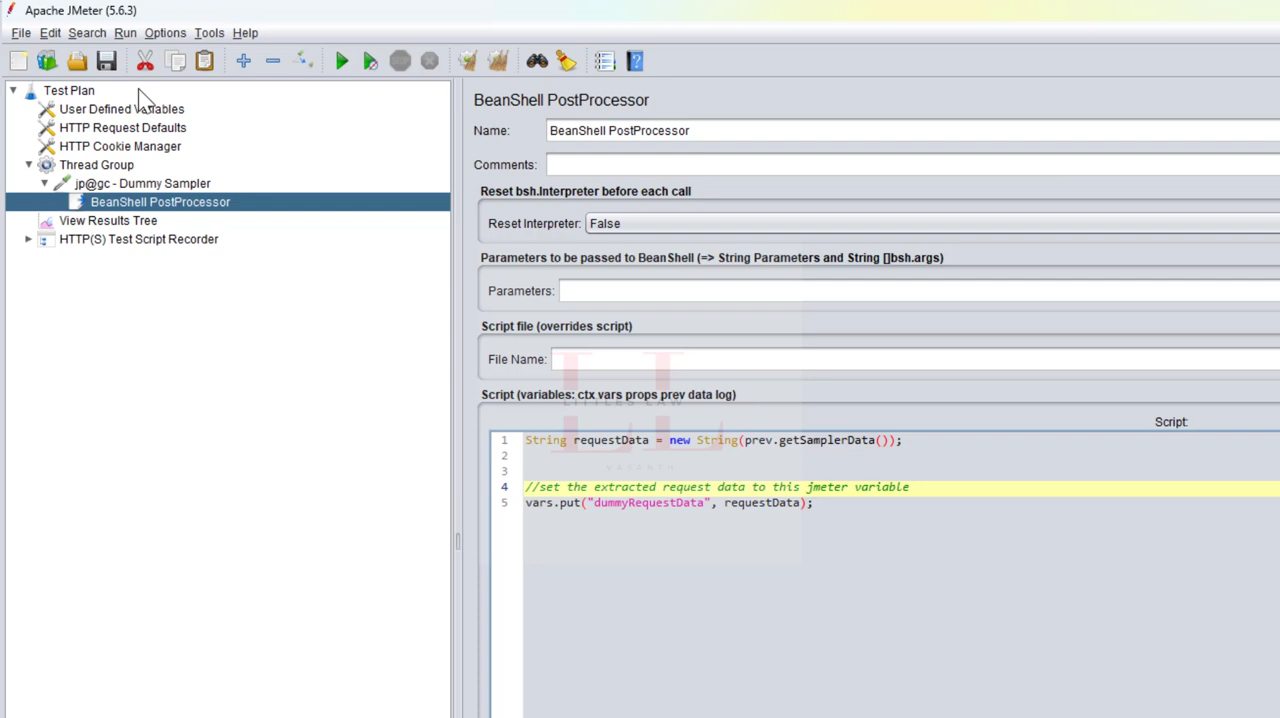 Apache JMeter (5.6.3)
File Edit Search Run Options Tools Help
Test Plan
User Defined Variables
HTTP Request Defaults
HTTP Cookie Manager
Thread Group
jp@gc - Dummy Sampler
BeanShell PostProcessor
View Results Tree
HTTP(S) Test Script Recorder
BeanShell PostProcessor
Name: BeanShell PostProcessor
Comments:
Reset bsh.Interpreter before each call
Reset Interpreter: False
Parameters to be passed to BeanShell (=> String Parameters and String []bsh.args)
Parameters:
Script file (overrides script)
File Name:
Script (variables: ctx vars props prev data log)
Script:
1 String requestData = new String(prev.getSamplerData());
2
3
4 //set the extracted request data to this jmeter variable
5 vars.put("dummyRequestData", requestData);
LL
LITTLES LAW